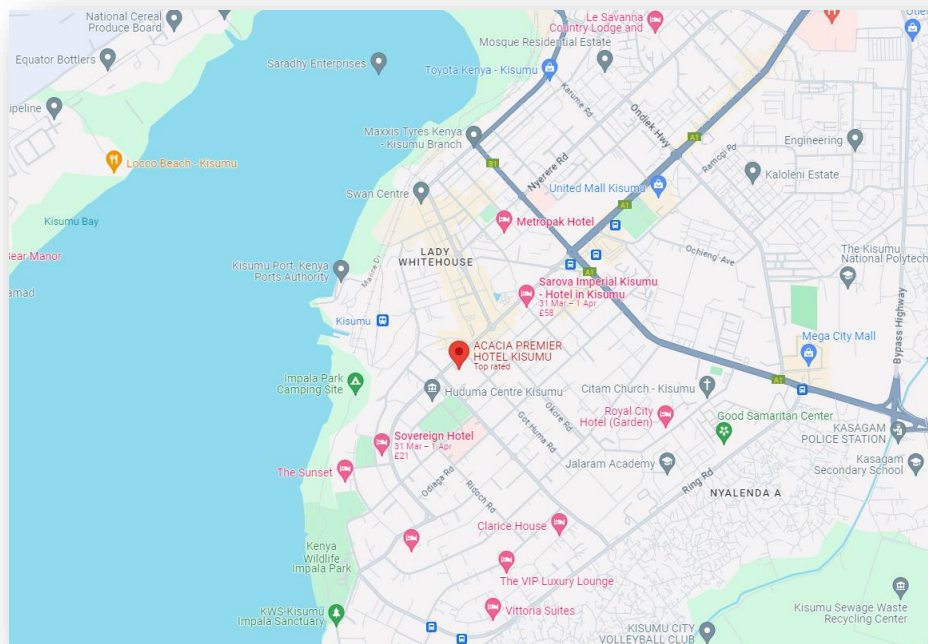 National Cereal
Produce Board
Equator Bottlers
ipeline
Locco Beach - Kisumu
Kisumu Bay
Bear Manor
amad
Saradhy Enterprises
Le Savanna
Country Lodge and
Mosque Residential Estate
Toyota Kenya - Kisumu
Otien
Karume Rd
Ondiek Hwy
A1
Ramogi Rd
Engineering
Kaloleni Estate
Maxxis Tyres Kenya
- Kisumu Branch
B1
Nyerere Rd
United Mall Kisumu
A1
Swan Centre
Metropak Hotel
LADY
WHITEHOUSE
Ochieng' Ave
The Kisumu
National Polytech
Kisumu Port, Kenya
Ports Authority
Marine Dr
A1
Sarova Imperial Kisumu
- Hotel in Kisumu
31 Mar – 1 Apr
£58
Kisumu
Bypass Highway
Mega City Mall
ACACIA PREMIER
HOTEL KISUMU
Top rated
Impala Park
Camping Site
Huduma Centre Kisumu
Citam Church - Kisumu
A1
Royal City
Hotel (Garden)
Good Samaritan Center
KASAGAM
POLICE STATION
Okore Rd
Got Huma Rd
Sovereign Hotel
31 Mar – 1 Apr
£21
The Sunset
Odiaga Rd
Ridoch Rd
Jalaram Academy
Ring Rd
Kasagam
Secondary School
NYALENDA A
Clarice House
Kenya
Wildlife
Impala Park
The VIP Luxury Lounge
Vittoria Suites
KWS-Kisumu
Impala Sanctuary
Kisumu Sewage Waste
Recycling Center
KISUMU CITY
VOLLEYBALL CLUB